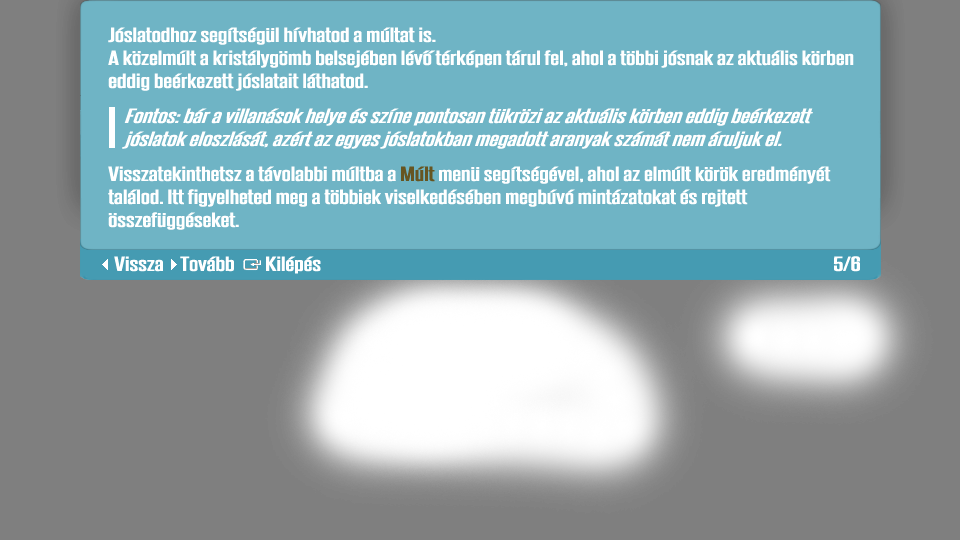 Jóslatodhoz segítségül hívhatod a múltat is.
A közelmúlt a kristálygömb belsejében lévő térképen tárul fel, ahol a többi jósnak az aktuális körben
eddig beérkezett jóslatait láthatod.
Fontos: bár a villanások helye és színe pontosan tükrözi az aktuális körben eddig beérkezett
jóslatok eloszlását, azért az egyes jóslatokban megadott aranyak számát nem áruljuk el.
Visszatekinthetsz a távolabbi múltba a Múlt menü segítségével, ahol az elmúlt körök eredményét
találod. Itt figyelheted meg a többiek viselkedésében megbúvó mintázatokat és rejtett
összefüggéseket.
Vissza Tovább Kilépés 5/6